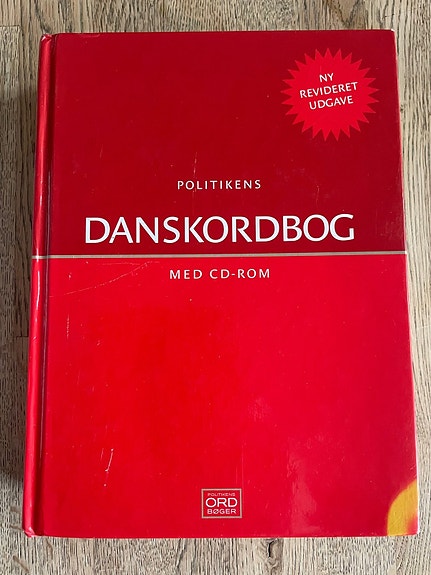 NY
REVIDERET
UDGAVE
POLITIKENS
DANSKORDBOG
MED CD-ROM
POLITIKENS
ORD
BØGER